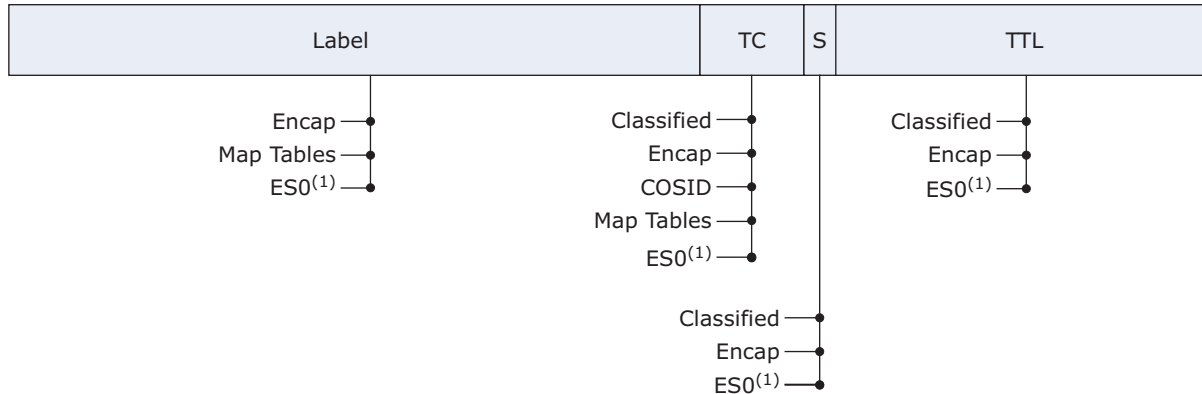 Label TC S TTL
Encap
Map Tables
ES0(1)
Classified
Encap
COSID
Map Tables
ES0(1)
Classified
Encap
ES0(1)
Classified
Encap
ES0(1)